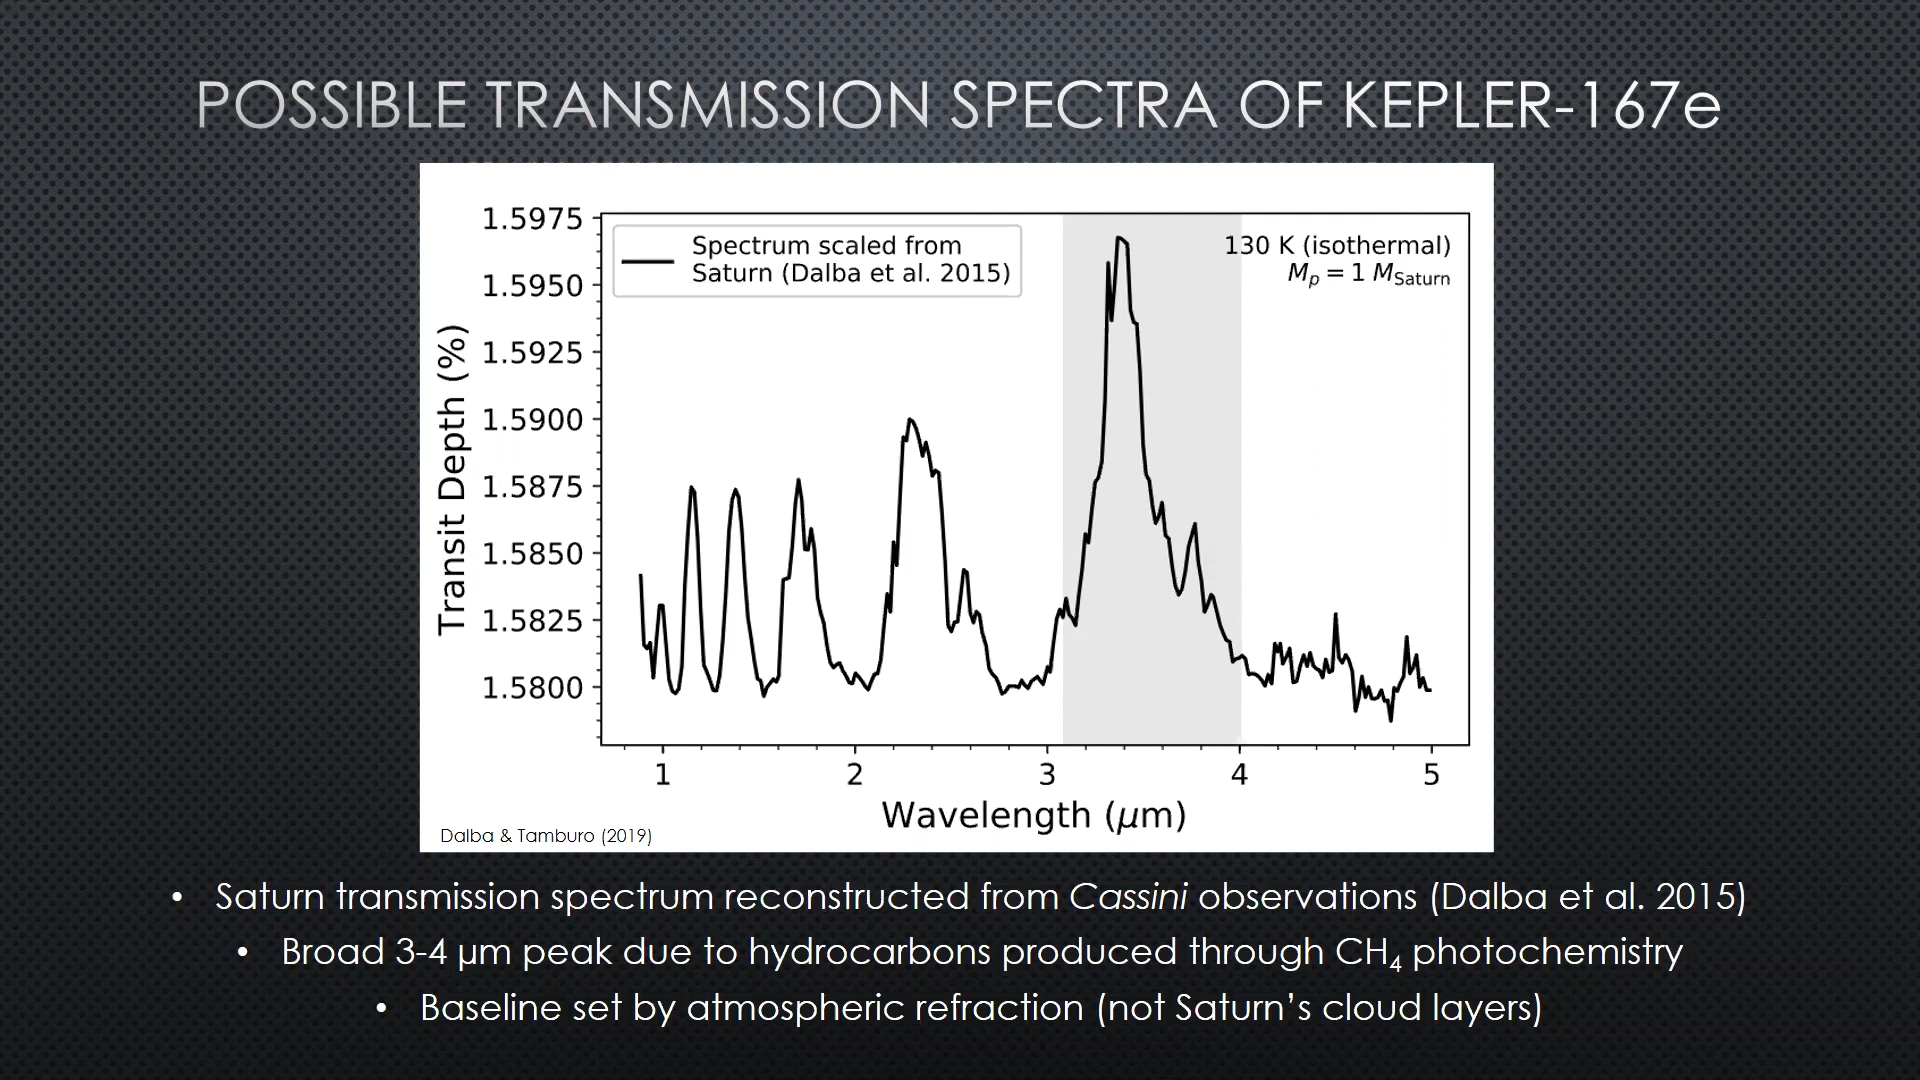 POSSIBLE TRANSMISSION SPECTRA OF KEPLER-167e
1.5975
1.5950
1.5925
1.5900
1.5875
1.5850
1.5825
1.5800
Transit Depth (%)
Spectrum scaled from
Saturn (Dalba et al. 2015)
130 K (isothermal)
Mp = 1 MSaturn
1 2 3 4 5
Wavelength (μm)
Dalba & Tamburo (2019)
• Saturn transmission spectrum reconstructed from Cassini observations (Dalba et al. 2015)
• Broad 3-4 μm peak due to hydrocarbons produced through CH4 photochemistry
• Baseline set by atmospheric refraction (not Saturn's cloud layers)